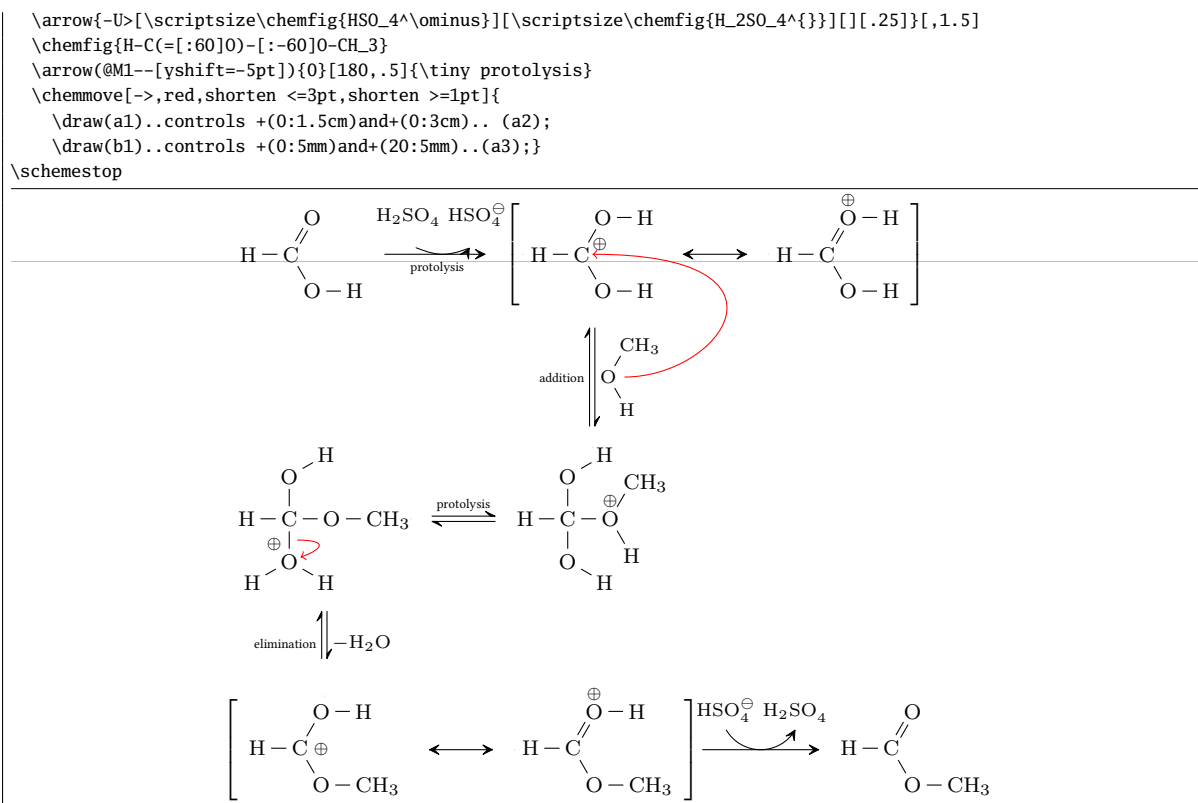 \arrow{-U>[\scriptsize\chemfig{HSO_4^\ominus}][\scriptsize\chemfig{H_2SO_4^{}}][][.25]}[,1.5]
\chemfig{H-C(=[:60]O)-[:-60]O-CH_3}
\arrow(@M1--[yshift=-5pt]){0}[180,.5]{\tiny protolysis}
\chemmove[->,red,shorten <=3pt,shorten >=1pt]{
\draw(a1)..controls +(0:1.5cm)and+(0:3cm).. (a2);
\draw(b1)..controls +(0:5mm)and+(20:5mm)..(a3);}
\schemestop
O H₂SO₄ HSO₄⊖ O — H ⊕ O — H
H — C protolysis H — C ⊕ H — C
O — H O — H O — H
CH₃
addition O
H
H H
O O CH₃
H — C — O — CH₃ protolysis H — C — O ⊕
⊕ O O H
H H H
elimination −H₂O
O — H ⊕ O — H HSO₄⊖ H₂SO₄ O
H — C ⊕ H — C H — C
O — CH₃ O — CH₃ O — CH₃